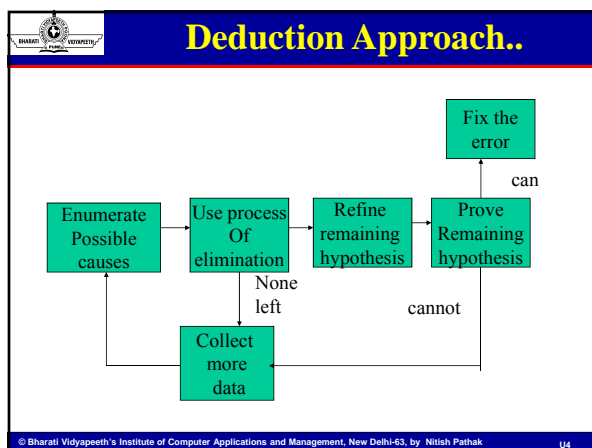 BHARATI VIDYAPEETH
PUNE
Deduction Approach..
Fix the
error
can
Enumerate
Possible
causes
Use process
Of
elimination
Refine
remaining
hypothesis
Prove
Remaining
hypothesis
None
left
cannot
Collect
more
data
© Bharati Vidyapeeth's Institute of Computer Applications and Management, New Delhi-63, by Nitish Pathak
U4